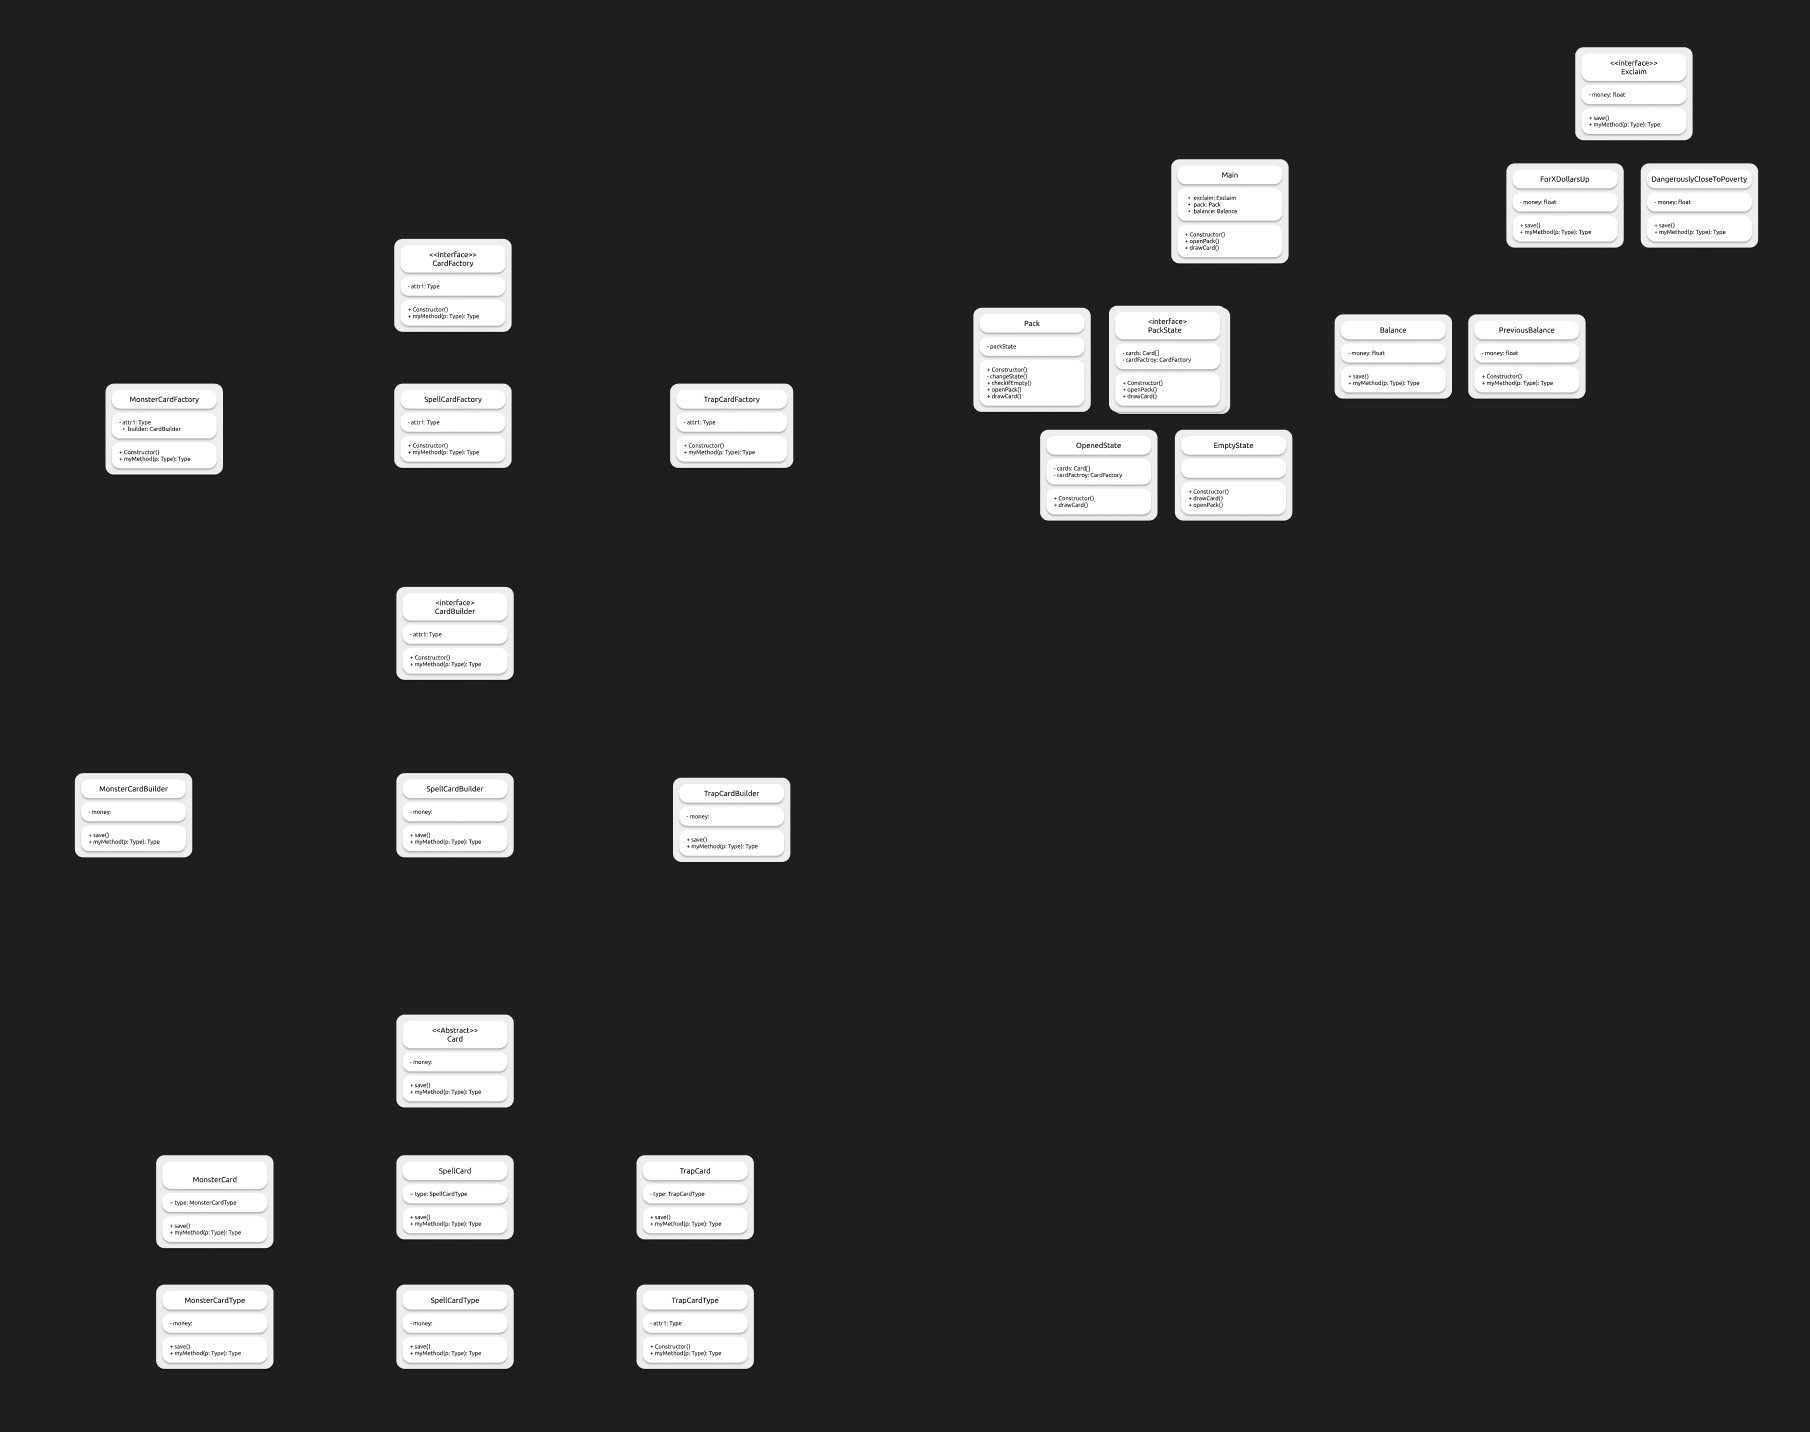 <<interface>>
Exclaim
- money: float
+ save()
+ myMethod(p: Type): Type
Main
• exclaim: Exclaim
• pack: Pack
• balance: Balance
+ Constructor()
+ openPack()
+ drawCard()
ForXDollarsUp
- money: float
+ save()
+ myMethod(p: Type): Type
DangerouslyCloseToPoverty
- money: float
+ save()
+ myMethod(p: Type): Type
<<interface>>
CardFactory
- attr1: Type
+ Constructor()
+ myMethod(p: Type): Type
Pack
- packState
+ Constructor()
- changeState()
+ checkIfEmpty()
+ openPack()
+ drawCard()
<interface>
PackState
- cards: Card[]
- cardFactroy: CardFactory
+ Constructor()
+ openPack()
+ drawCard()
Balance
- money: float
+ save()
+ myMethod(p: Type): Type
PreviousBalance
- money: float
+ Constructor()
+ myMethod(p: Type): Type
MonsterCardFactory
- attr1: Type
• builder: CardBuilder
+ Constructor()
+ myMethod(p: Type): Type
SpellCardFactory
- attr1: Type
+ Constructor()
+ myMethod(p: Type): Type
TrapCardFactory
- attr1: Type
+ Constructor()
+ myMethod(p: Type): Type
OpenedState
- cards: Card[]
- cardFactroy: CardFactory
+ Constructor()
+ drawCard()
EmptyState
+ Constructor()
+ drawCard()
+ openPack()
<interface>
CardBuilder
- attr1: Type
+ Constructor()
+ myMethod(p: Type): Type
MonsterCardBuilder
- money:
+ save()
+ myMethod(p: Type): Type
SpellCardBuilder
- money:
+ save()
+ myMethod(p: Type): Type
TrapCardBuilder
- money:
+ save()
+ myMethod(p: Type): Type
<<Abstract>>
Card
- money:
+ save()
+ myMethod(p: Type): Type
MonsterCard
-- type: MonsterCardType
+ save()
+ myMethod(p: Type): Type
SpellCard
-- type: SpellCardType
+ save()
+ myMethod(p: Type): Type
TrapCard
- type: TrapCardType
+ save()
+ myMethod(p: Type): Type
MonsterCardType
- money:
+ save()
+ myMethod(p: Type): Type
SpellCardType
- money:
+ save()
+ myMethod(p: Type): Type
TrapCardType
- attr1: Type
+ Constructor()
+ myMethod(p: Type): Type